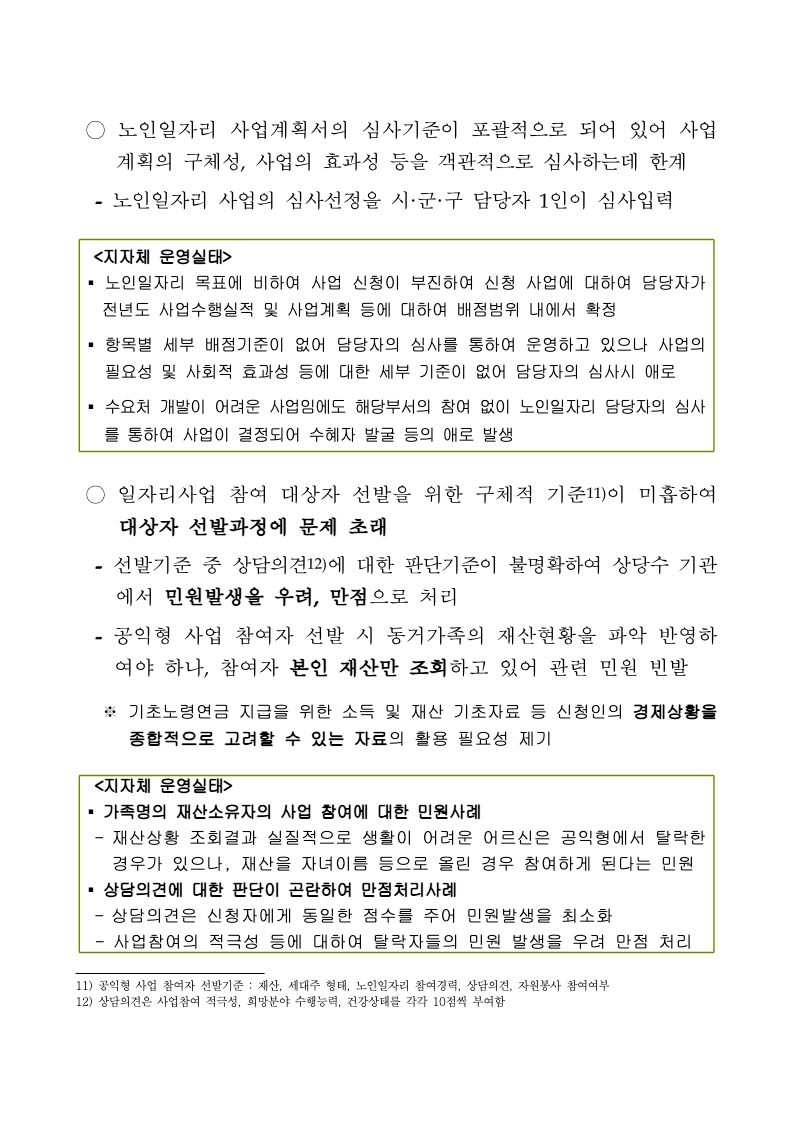 ○ 노인일자리 사업계획서의 심사기준이 포괄적으로 되어 있어 사업
계획의 구체성, 사업의 효과성 등을 객관적으로 심사하는데 한계
- 노인일자리 사업의 심사선정을 시·군·구 담당자 1인이 심사입력
<지자체 운영실태>
▪ 노인일자리 목표에 비하여 사업 신청이 부진하여 신청 사업에 대하여 담당자가
전년도 사업수행실적 및 사업계획 등에 대하여 배점범위 내에서 확정
▪ 항목별 세부 배점기준이 없어 담당자의 심사를 통하여 운영하고 있으나 사업의
필요성 및 사회적 효과성 등에 대한 세부 기준이 없어 담당자의 심사시 애로
▪ 수요처 개발이 어려운 사업임에도 해당부서의 참여 없이 노인일자리 담당자의 심사
를 통하여 사업이 결정되어 수혜자 발굴 등의 애로 발생
○ 일자리사업 참여 대상자 선발을 위한 구체적 기준11)이 미흡하여
대상자 선발과정에 문제 초래
- 선발기준 중 상담의견12)에 대한 판단기준이 불명확하여 상당수 기관
에서 민원발생을 우려, 만점으로 처리
- 공익형 사업 참여자 선발 시 동거가족의 재산현황을 파악 반영하
여야 하나, 참여자 본인 재산만 조회하고 있어 관련 민원 빈발
※ 기초노령연금 지급을 위한 소득 및 재산 기초자료 등 신청인의 경제상황을
종합적으로 고려할 수 있는 자료의 활용 필요성 제기
<지자체 운영실태>
▪ 가족명의 재산소유자의 사업 참여에 대한 민원사례
- 재산상황 조회결과 실질적으로 생활이 어려운 어르신은 공익형에서 탈락한
경우가 있으나, 재산을 자녀이름 등으로 올린 경우 참여하게 된다는 민원
▪ 상담의견에 대한 판단이 곤란하여 만점처리사례
- 상담의견은 신청자에게 동일한 점수를 주어 민원발생을 최소화
- 사업참여의 적극성 등에 대하여 탈락자들의 민원 발생을 우려 만점 처리
11) 공익형 사업 참여자 선발기준 : 재산, 세대주 형태, 노인일자리 참여경력, 상담의견, 자원봉사 참여여부
12) 상담의견은 사업참여 적극성, 희망분야 수행능력, 건강상태를 각각 10점씩 부여함